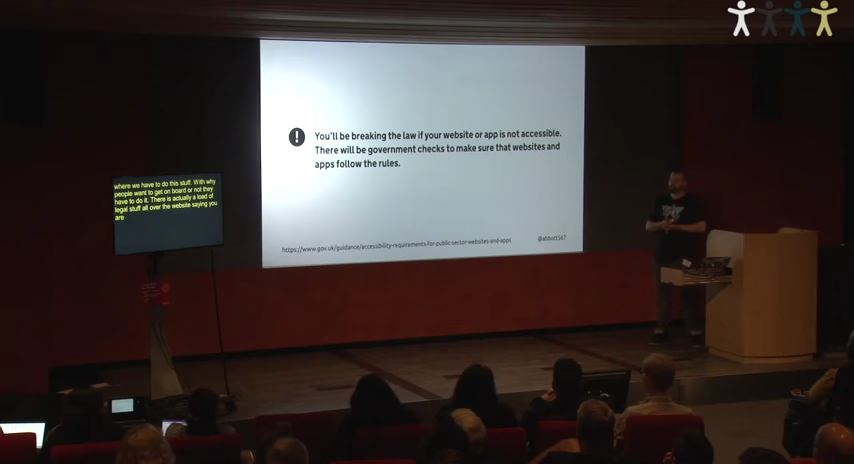 You'll be breaking the law if your website or app is not accessible.
There will be government checks to make sure that websites and
apps follow the rules.
https://www.gov.uk/guidance/accessibility-requirements-for-public-sector-websites-and-apps
@abbott567
where we have to do this stuff. With why
people want to get on board or not they
have to do it. There is actually a load of
legal stuff all over the website saying you
are